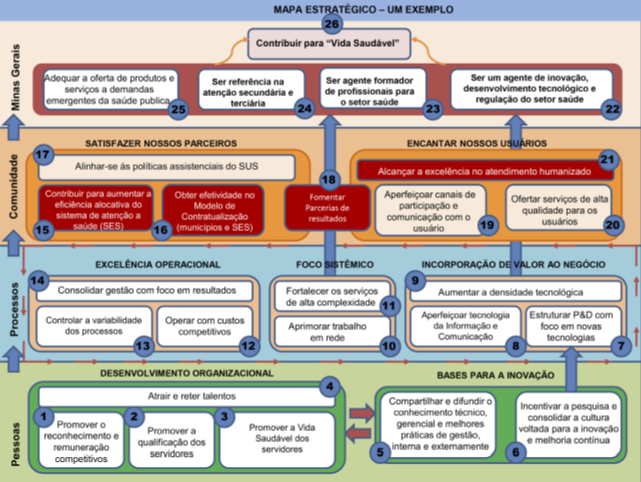 MAPA ESTRATÉGICO – UM EXEMPLO
26
Contribuir para "Vida Saudável"
Minas Gerais
Adequar a oferta de produtos e
serviços a demandas
emergentes da saúde publica
25
Ser referência na
atenção secundária e
terciária
24
Ser agente formador
de profissionais para
o setor saúde
23
Ser um agente de inovação,
desenvolvimento tecnológico e
regulação do setor saúde
22
Comunidade
SATISFAZER NOSSOS PARCEIROS
17
Alinhar-se às políticas assistenciais do SUS
Contribuir para aumentar a
eficiência alocativa do
sistema de atenção a
saúde (SES)
15
Obter efetividade no
Modelo de
Contratualização
(municípios e SES)
16
18
Fomentar
Parcerias de
resultados
ENCANTAR NOSSOS USUÁRIOS
21
Alcançar a excelência no atendimento humanizado
Aperfeiçoar canais de
participação e
comunicação com o
usuário
19
Ofertar serviços de alta
qualidade para os
usuários
20
Processos
EXCELÊNCIA OPERACIONAL
14
Consolidar gestão com foco em resultados
Controlar a variabilidade
dos processos
13
Operar com custos
competitivos
12
FOCO SISTÊMICO
Fortalecer os serviços
de alta complexidade
11
Aprimorar trabalho
em rede
10
INCORPORAÇÃO DE VALOR AO NEGÓCIO
9
Aumentar a densidade tecnológica
Aperfeiçoar tecnologia
da Informação e
Comunicação
8
Estruturar P&D com
foco em novas
tecnologias
7
Pessoas
DESENVOLVIMENTO ORGANIZACIONAL
4
Atrair e reter talentos
1
Promover o
reconhecimento e
remuneração
competitivos
2
Promover a
qualificação dos
servidores
3
Promover a Vida
Saudável dos
servidores
BASES PARA A INOVAÇÃO
Compartilhar e difundir o
conhecimento técnico,
gerencial e melhores
práticas de gestão,
interna e externamente
5
Incentivar a pesquisa e
consolidar a cultura
voltada para a inovação
e melhoria contínua
6